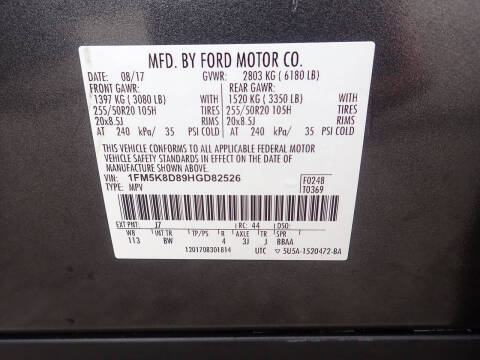 MFD. BY FORD MOTOR CO.
DATE: 08/17 GVWR: 2803 KG ( 6180 LB)
FRONT GAWR: REAR GAWR:
1397 KG ( 3080 LB) WITH 1520 KG ( 3350 LB) WITH
255/50R20 105H TIRES 255/50R20 105H TIRES
20x8.5J RIMS 20x8.5J RIMS
AT 240 kPa/ 35 PSI COLD AT 240 kPa/ 35 PSI COLD
THIS VEHICLE CONFORMS TO ALL APPLICABLE FEDERAL MOTOR
VEHICLE SAFETY STANDARDS IN EFFECT ON THE DATE OF
MANUFACTURE SHOWN ABOVE.
VIN: 1FM5K8D89HGD82526 F0248
TYPE: MPV T0369
EXT PNT: J7 RC: 44 DSO:
WB INT TR TP/PS R AXLE TR SPR
113 BW 4 3J J BBAA
1201708301814 UTC ▽ 5U5A-1520472-BA